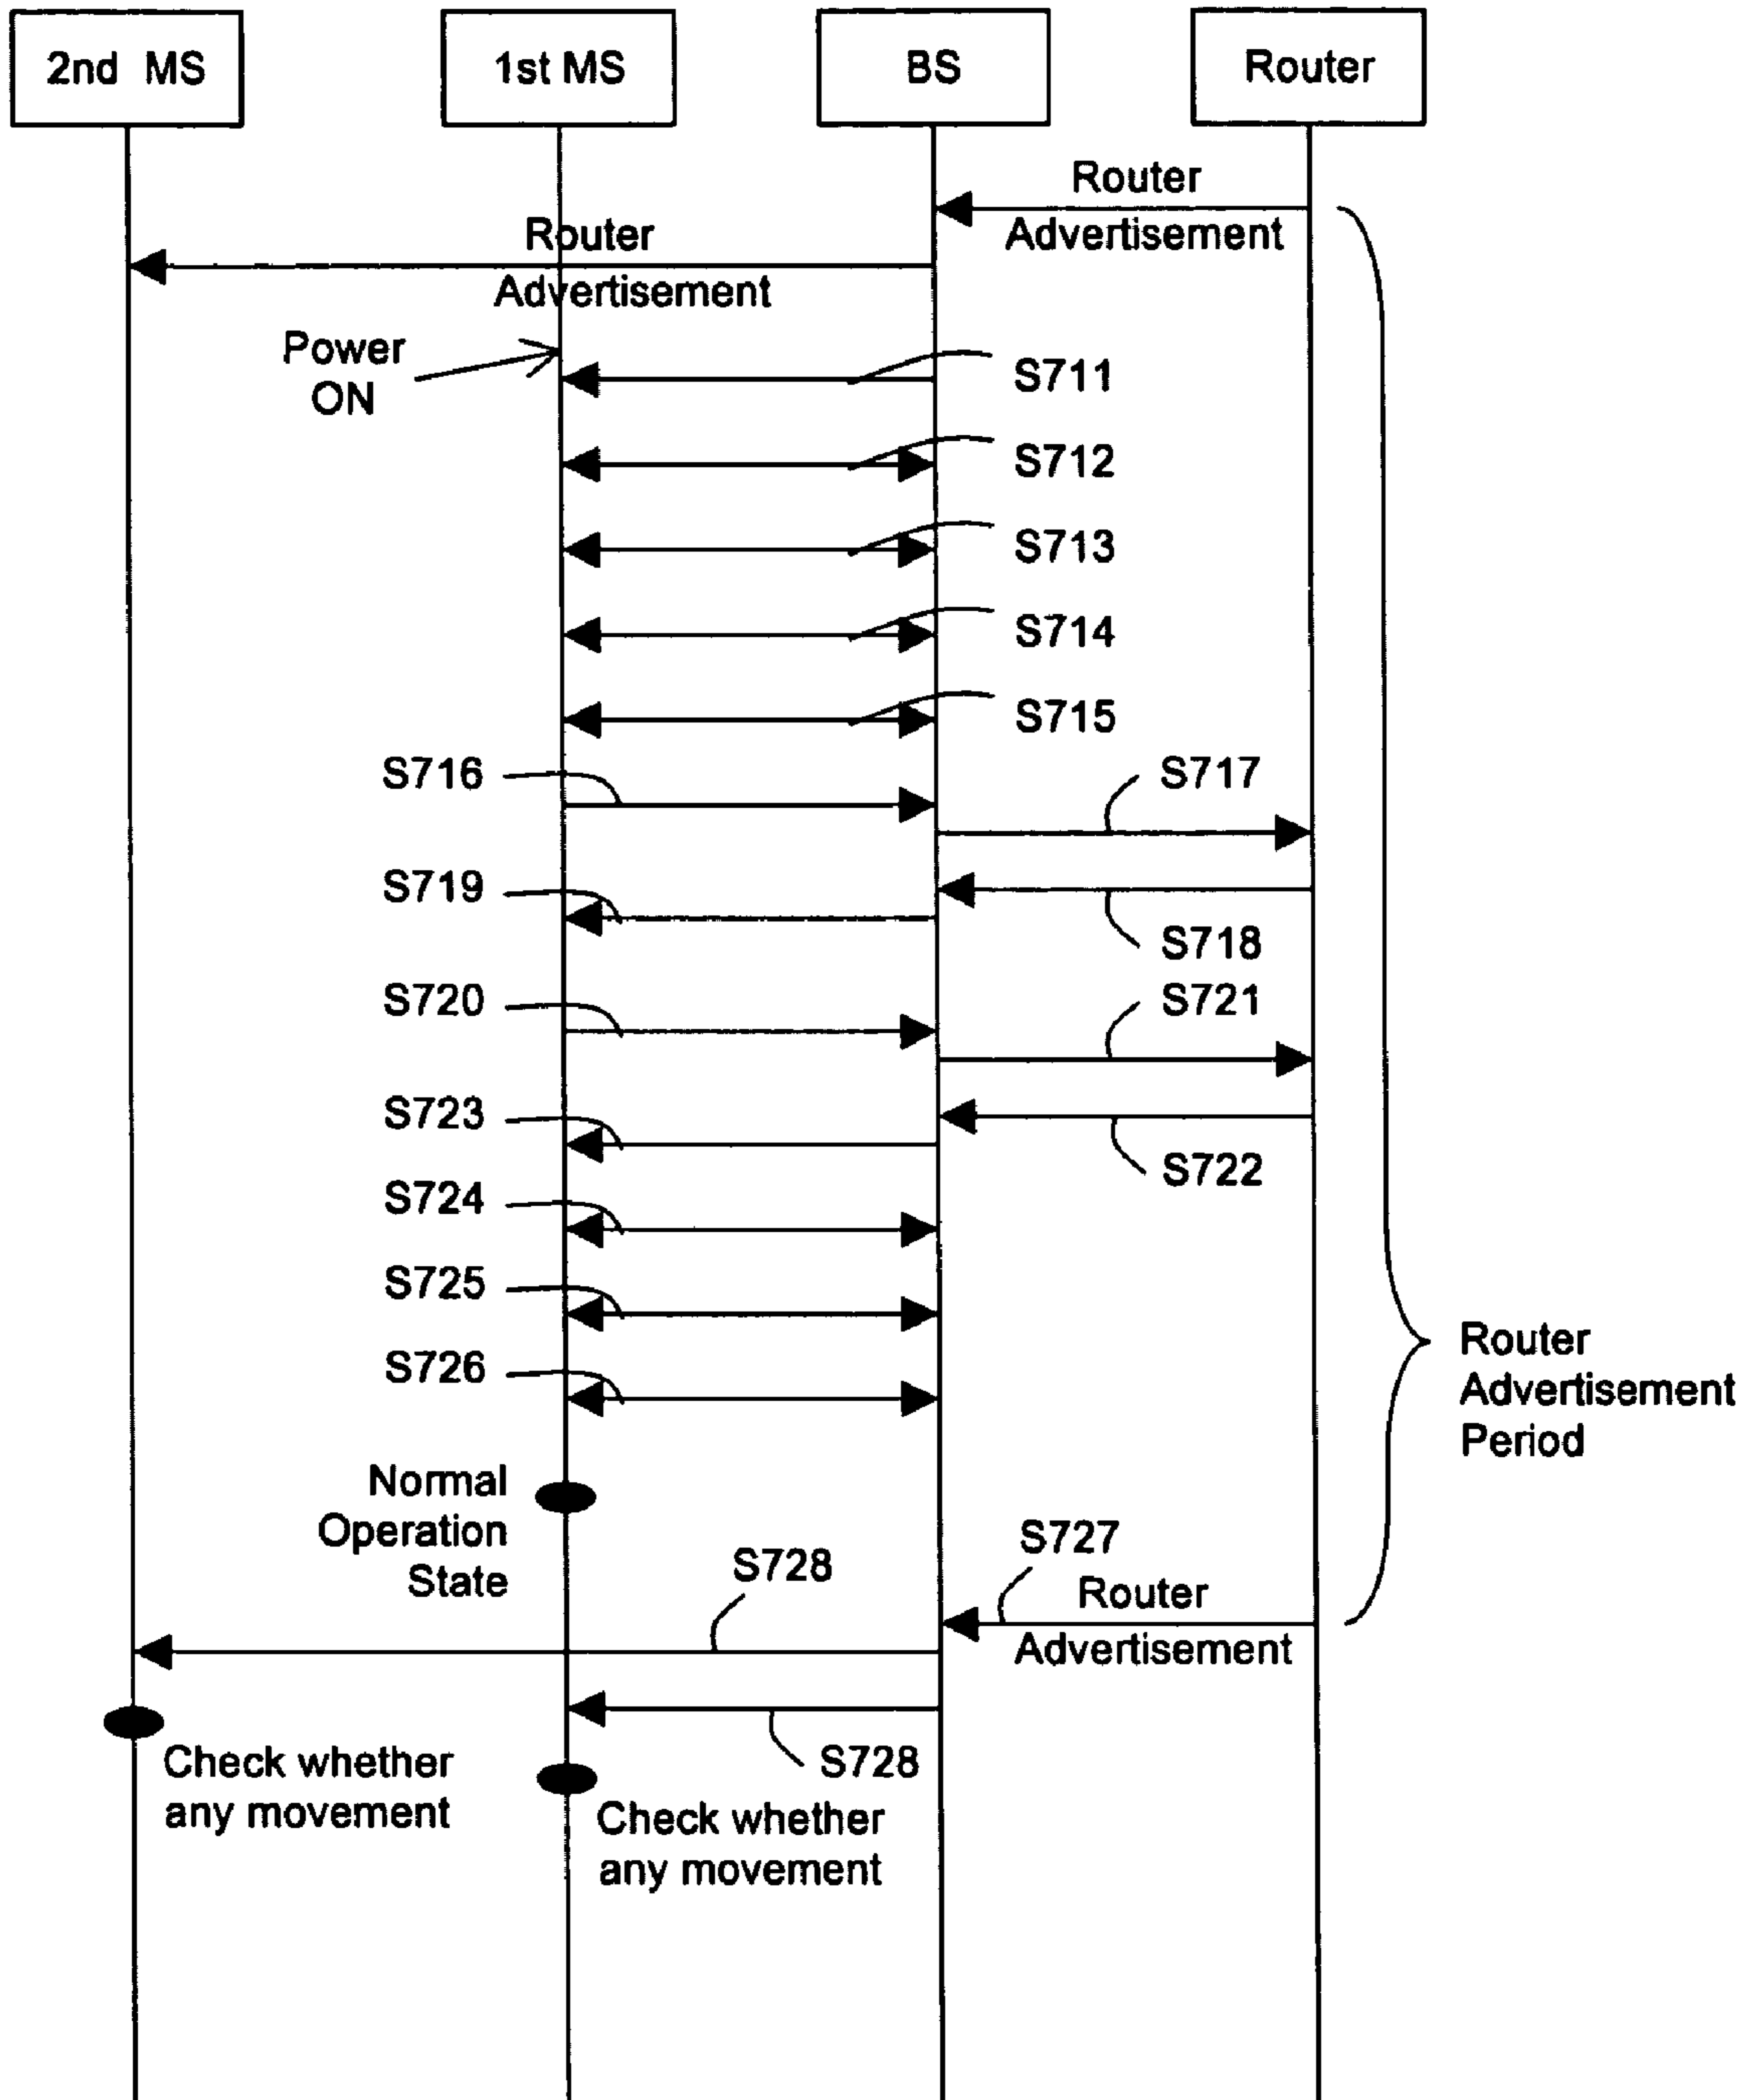 2nd MS
1st MS
BS
Router
Router
Advertisement
Router
Advertisement
Power
ON
S711
S712
S713
S714
S715
S716
S717
S719
S718
S720
S721
S723
S722
S724
S725
S726
Router
Advertisement
Period
Normal
Operation
State
S727
Router
Advertisement
S728
S728
Check whether
any movement
Check whether
any movement